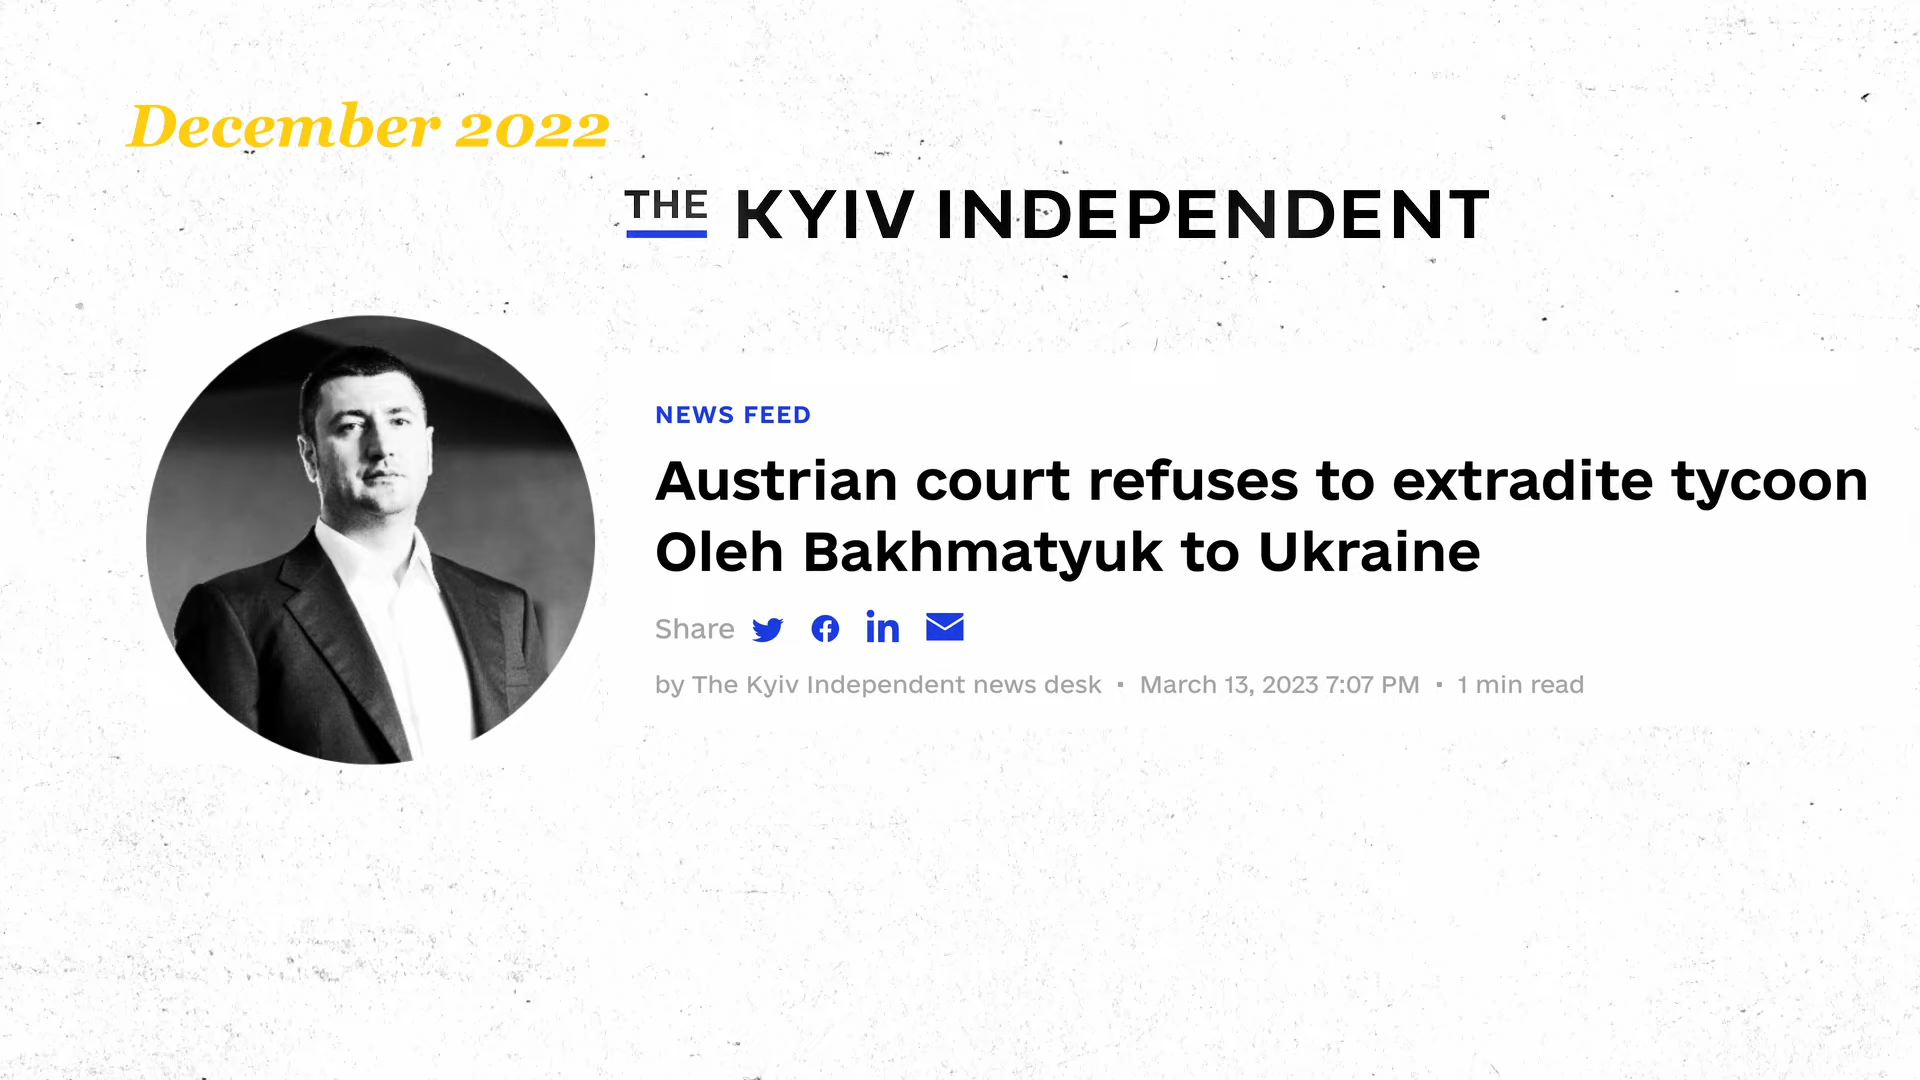 December 2022
THE KYIV INDEPENDENT
NEWS FEED
Austrian court refuses to extradite tycoon
Oleh Bakhmatyuk to Ukraine
Share
by The Kyiv Independent news desk ▪ March 13, 2023 7:07 PM ▪ 1 min read